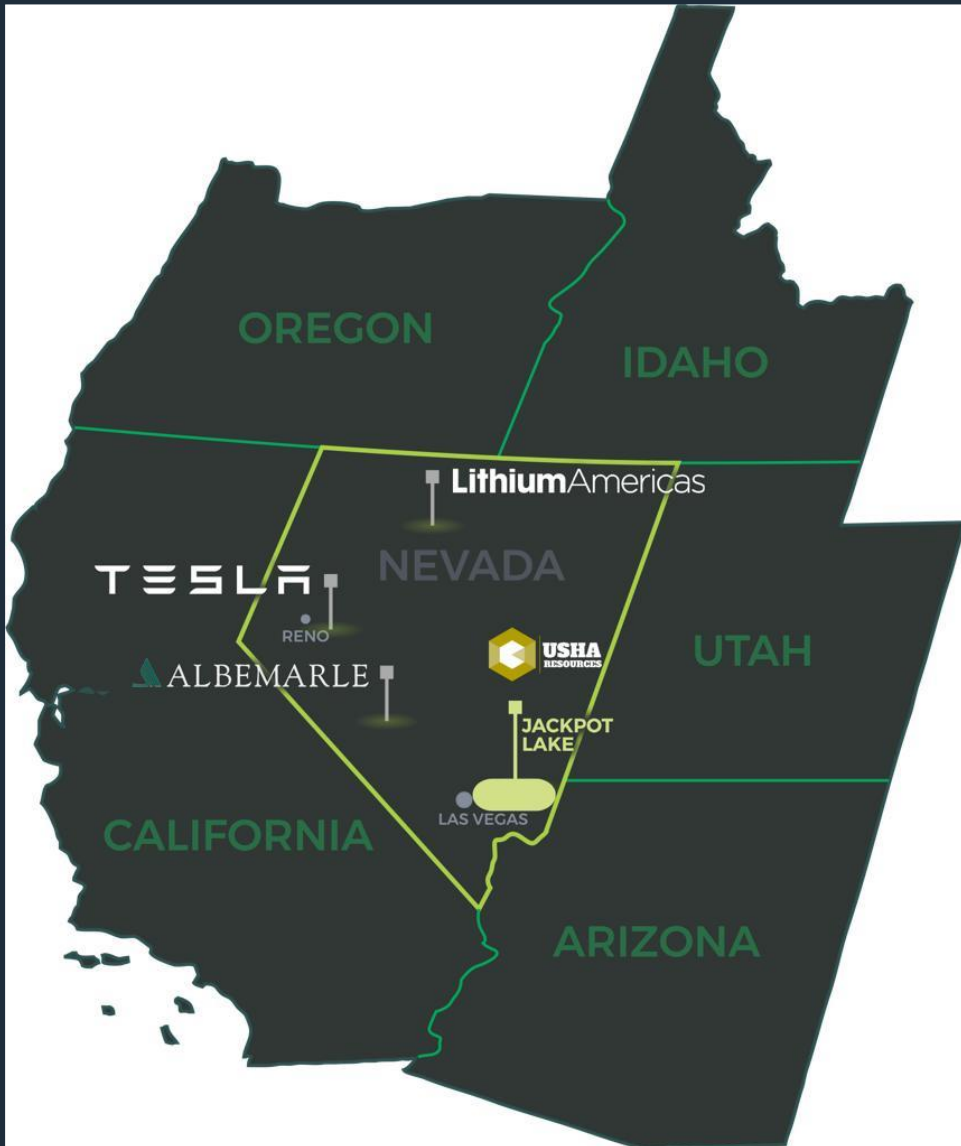 OREGON
IDAHO
LithiumAmericas
NEVADA
TESLA
RENO
USHA
RESOURCES
UTAH
ALBEMARLE
JACKPOT
LAKE
LAS VEGAS
CALIFORNIA
ARIZONA